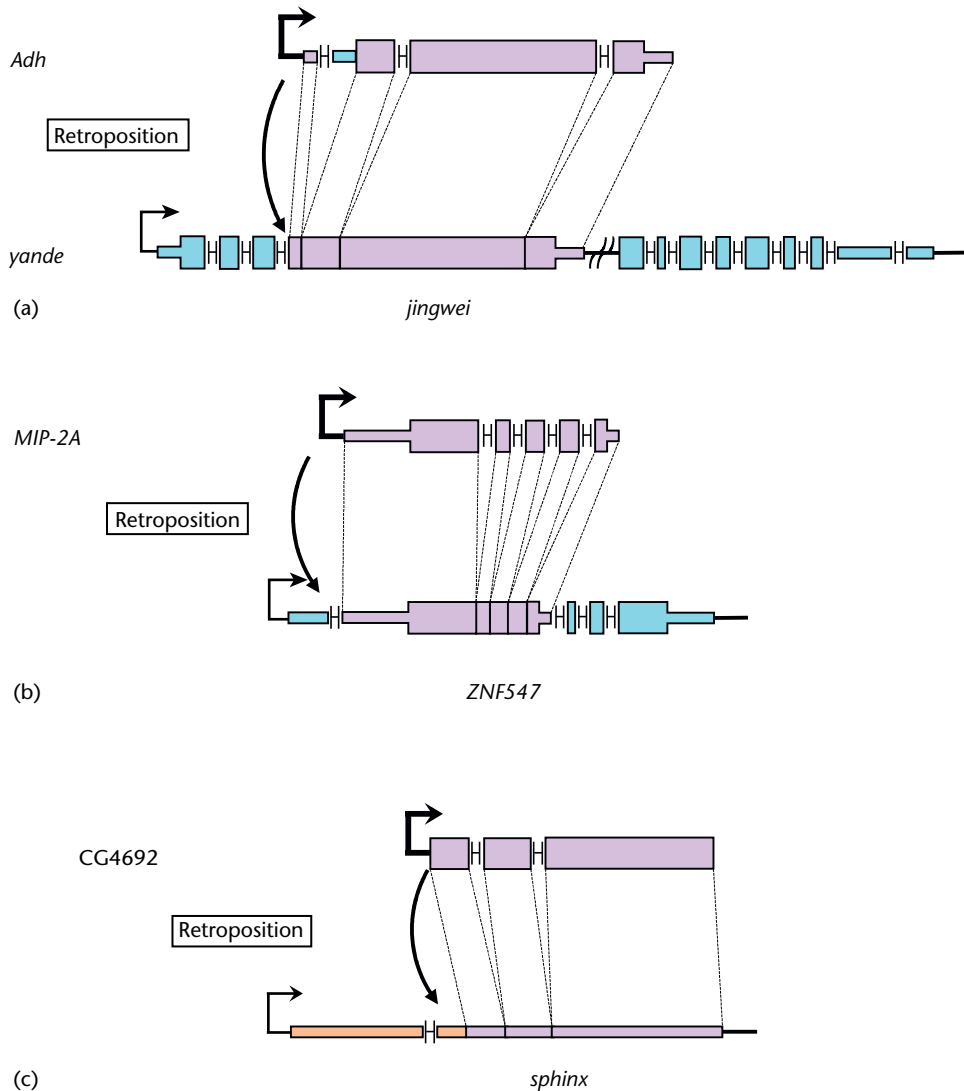 Adh
Retroposition
yande
(a)
jingwei
MIP-2A
Retroposition
(b)
ZNF547
CG4692
Retroposition
(c)
sphinx